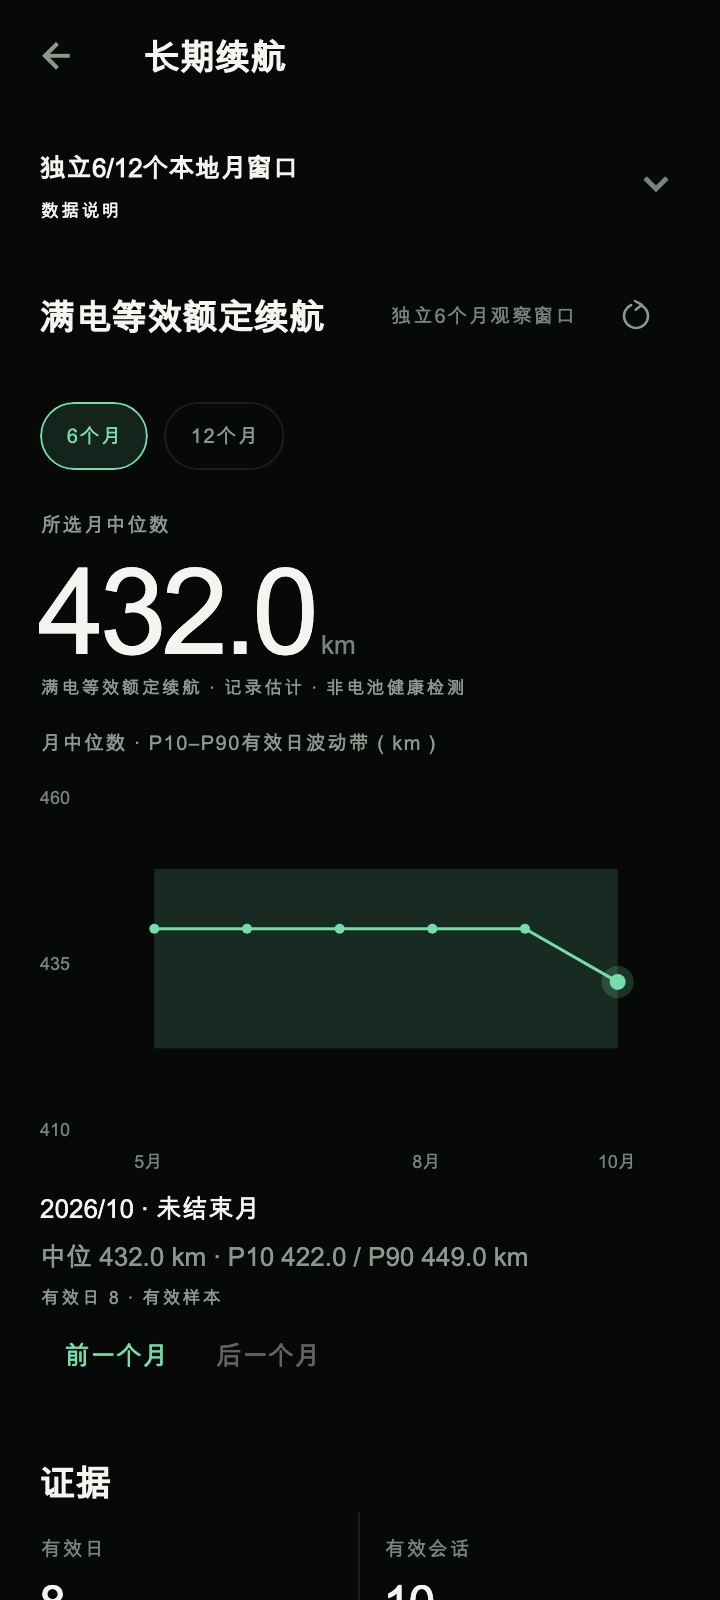 长期续航
独立6/12个本地月窗口
数据说明
满电等效额定续航 独立6个月观察窗口
6个月 12个月
所选月中位数
432.0 km
满电等效额定续航 · 记录估计 · 非电池健康检测
月中位数 · P10–P90有效日波动带 ( km )
460
435
410
5月 8月 10月
2026/10 · 未结束月
中位 432.0 km · P10 422.0 / P90 449.0 km
有效日 8 · 有效样本
前一个月 后一个月
证据
有效日 有效会话
8 10